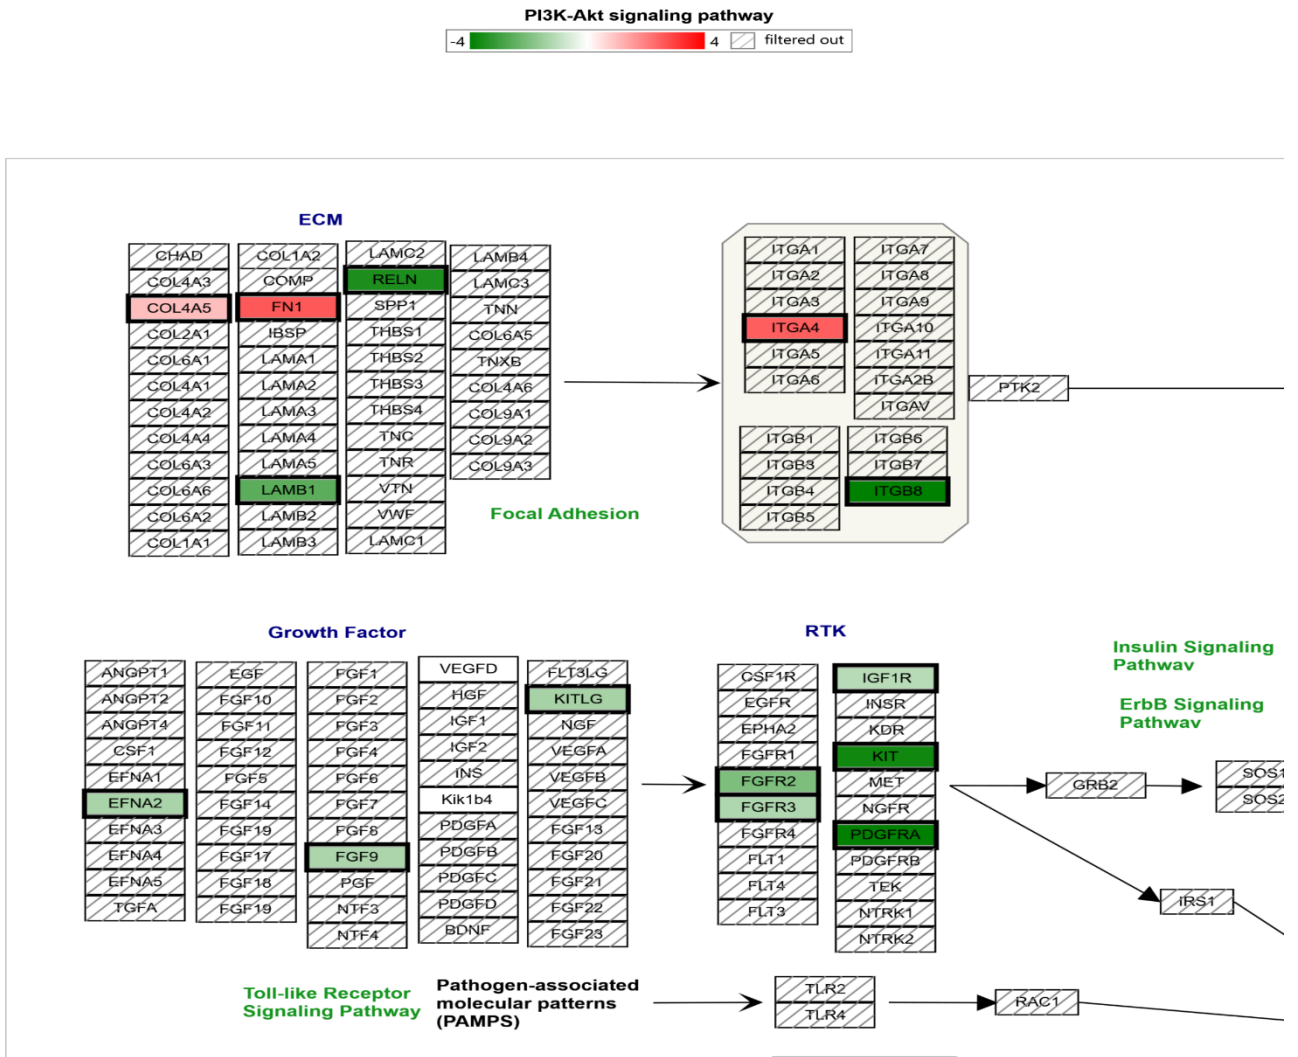 PI3K-Akt signaling pathway
-4 4 filtered out
ECM
CHAD
COL4A3
COL4A5
COL2A1
COL6A1
COL4A1
COL4A2
COL4A4
COL6A3
COL6A6
COL6A2
COL1A1
COL1A2
COMP
FN1
IBSP
LAMA1
LAMA2
LAMA3
LAMA4
LAMA5
LAMB1
LAMB2
LAMB3
LAMC2
RELN
SPP1
THBS1
THBS2
THBS3
THBS4
TNC
TNR
VTN
VWF
LAMC1
LAMB4
LAMC3
TNN
COL6A5
TNXB
COL4A6
COL9A1
COL9A2
COL9A3
Focal Adhesion
ITGA1
ITGA2
ITGA3
ITGA4
ITGA5
ITGA6
ITGA7
ITGA8
ITGA9
ITGA10
ITGA11
ITGA2B
ITGAV
ITGB1
ITGB3
ITGB4
ITGB5
ITGB6
ITGB7
ITGB8
PTK2
Growth Factor
ANGPT1
ANGPT2
ANGPT4
CSF1
EFNA1
EFNA2
EFNA3
EFNA4
EFNA5
TGFA
EGF
FGF10
FGF11
FGF12
FGF5
FGF14
FGF19
FGF17
FGF18
FGF19
FGF1
FGF2
FGF3
FGF4
FGF6
FGF7
FGF8
FGF9
PGF
NTF3
NTF4
VEGFD
HGF
IGF1
IGF2
INS
Kik1b4
PDGFA
PDGFB
PDGFC
PDGFD
BDNF
FLT3LG
KITLG
NGF
VEGFA
VEGFB
VEGFC
FGF13
FGF20
FGF21
FGF22
FGF23
RTK
CSF1R
EGFR
EPHA2
FGFR1
FGFR2
FGFR3
FGFR4
FLT1
FLT4
FLT3
IGF1R
INSR
KDR
KIT
MET
NGFR
PDGFRA
PDGFRB
TEK
NTRK1
NTRK2
Insulin Signaling
Pathway
ErbB Signaling
Pathway
GRB2
SOS1
SOS2
IRS1
Toll-like Receptor
Signaling Pathway
Pathogen-associated
molecular patterns
(PAMPS)
TLR2
TLR4
RAC1